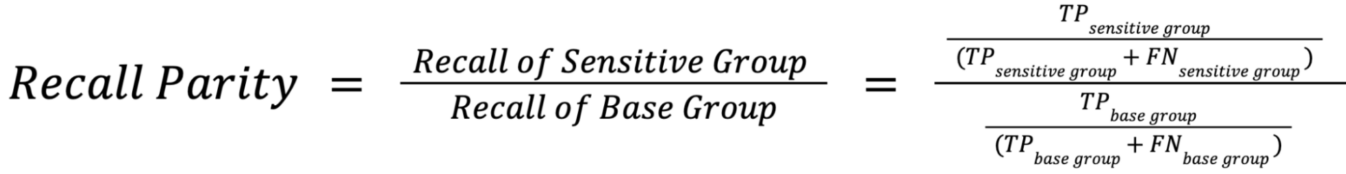 Recall Parity = Recall of Sensitive Group / Recall of Base Group = TP sensitive group / (TP sensitive group + FN sensitive group) / TP base group / (TP base group + FN base group)